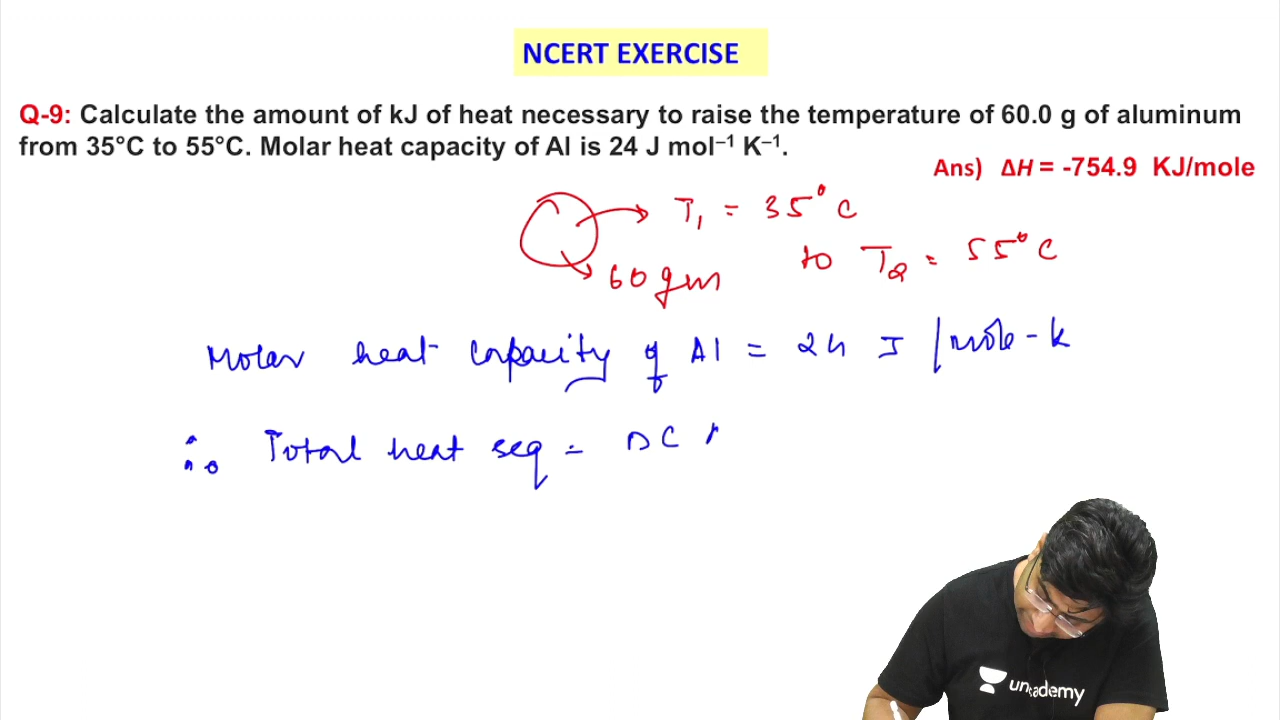 NCERT EXERCISE
Q-9: Calculate the amount of kJ of heat necessary to raise the temperature of 60.0 g of aluminum
from 35°C to 55°C. Molar heat capacity of Al is 24 J mol⁻¹ K⁻¹.
Ans) ΔH = -754.9 KJ/mole
T₁ = 35°C
to T₂ = 55°C
60 gm
Molar heat capacity of Al = 24 J/mole-k
∴ Total heat req = nC
unacademy